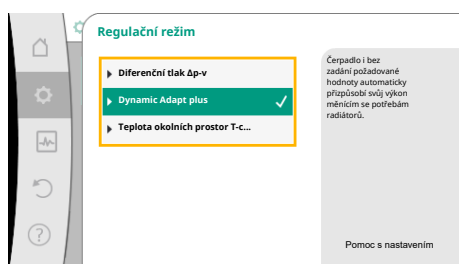 Regulační režim
Diferenční tlak Δp-v
Dynamic Adapt plus
Teplota okolních prostor T-c...
Čerpadlo i bez
zadání požadované
hodnoty automaticky
přizpůsobí svůj výkon
měnícím se potřebám
radiátorů.
Pomoc s nastavením